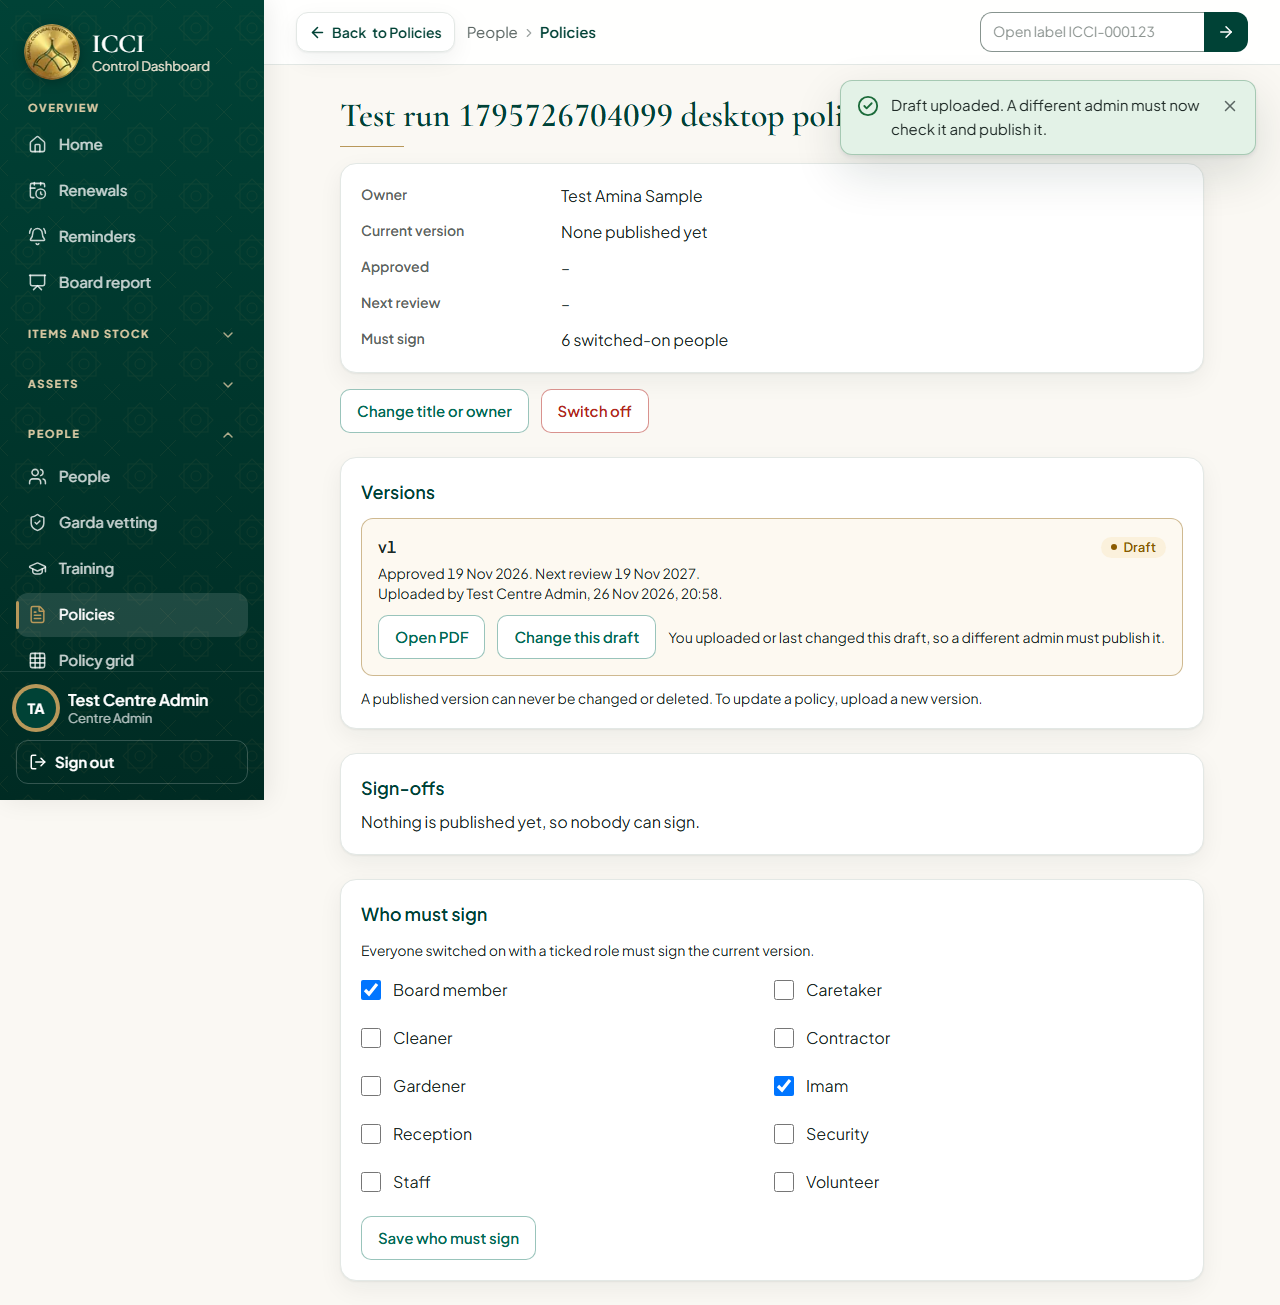 ICCI
Control Dashboard
OVERVIEW
Home
Renewals
Reminders
Board report
ITEMS AND STOCK
ASSETS
PEOPLE
People
Garda vetting
Training
Policies
Policy grid
TA
Test Centre Admin
Centre Admin
Sign out
Back to Policies
People › Policies
Open label ICCI-000123
Draft uploaded. A different admin must now
check it and publish it.
Test run 1795726704099 desktop poli
Owner Test Amina Sample
Current version None published yet
Approved –
Next review –
Must sign 6 switched-on people
Change title or owner
Switch off
Versions
v1
Draft
Approved 19 Nov 2026. Next review 19 Nov 2027.
Uploaded by Test Centre Admin, 26 Nov 2026, 20:58.
Open PDF
Change this draft
You uploaded or last changed this draft, so a different admin must publish it.
A published version can never be changed or deleted. To update a policy, upload a new version.
Sign-offs
Nothing is published yet, so nobody can sign.
Who must sign
Everyone switched on with a ticked role must sign the current version.
Board member
Caretaker
Cleaner
Contractor
Gardener
Imam
Reception
Security
Staff
Volunteer
Save who must sign